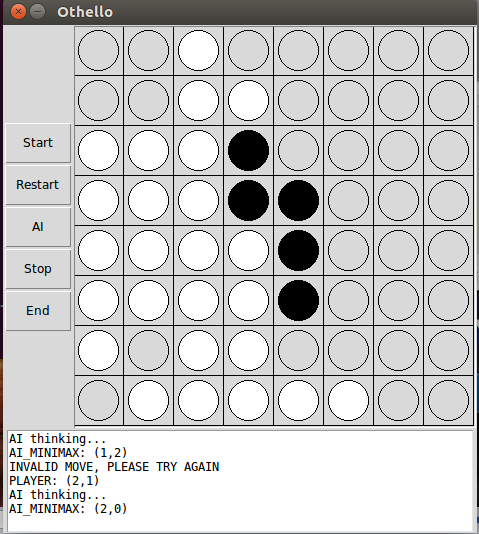 Othello
Start
Restart
AI
Stop
End
AI thinking...
AI_MINIMAX: (1,2)
INVALID MOVE, PLEASE TRY AGAIN
PLAYER: (2,1)
AI thinking...
AI_MINIMAX: (2,0)